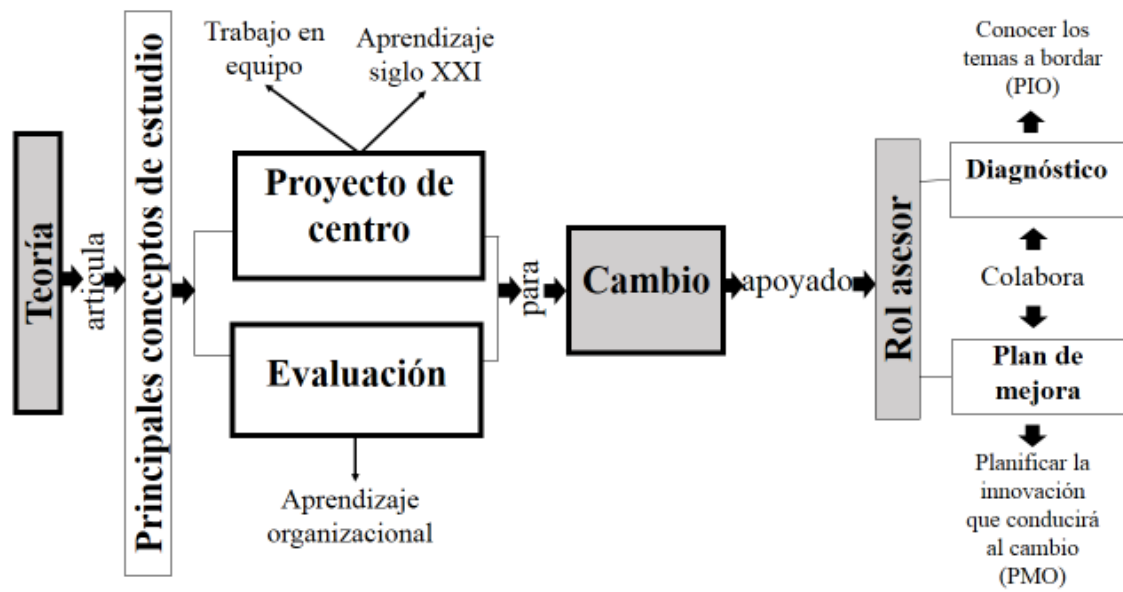 Teoría
articula
Principales conceptos de estudio
Trabajo en
equipo
Aprendizaje
siglo XXI
Proyecto de
centro
Evaluación
Aprendizaje
organizacional
para
Cambio
apoyado
Rol asesor
Conocer los
temas a bordar
(PIO)
Diagnóstico
Colabora
Plan de
mejora
Planificar la
innovación
que conducirá
al cambio
(PMO)